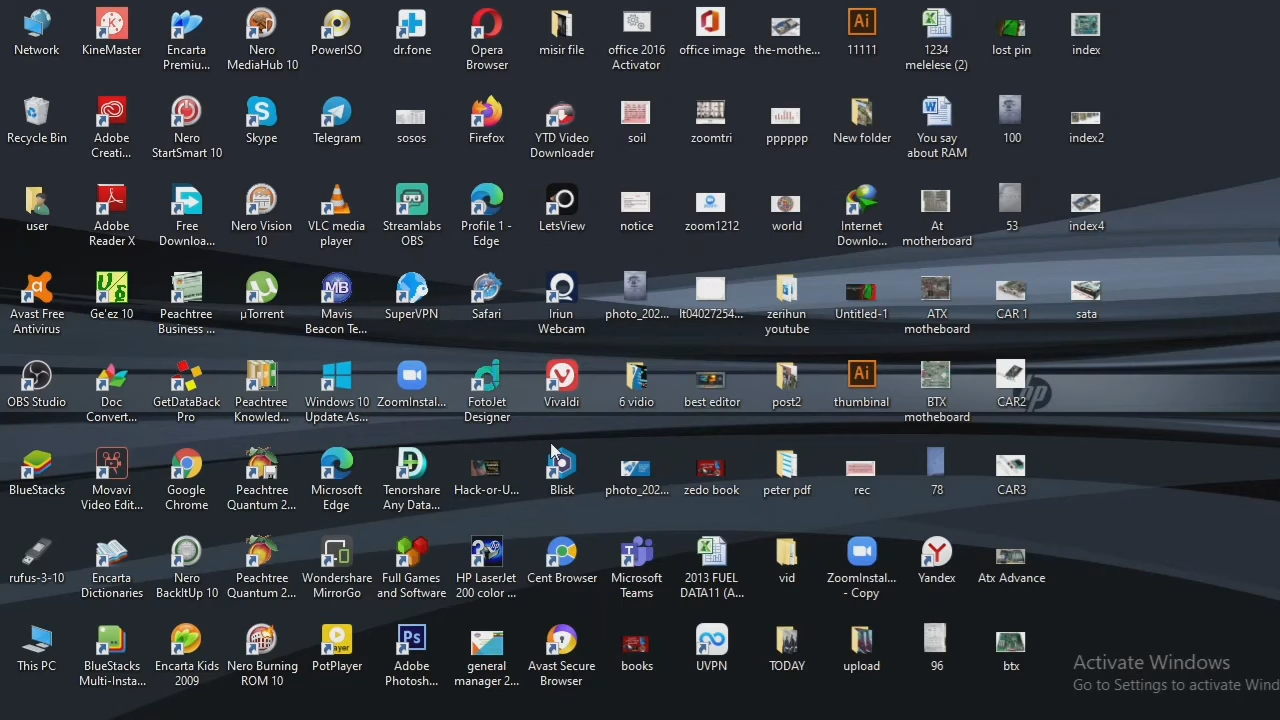 Network
KineMaster
Encarta
Premiu...
Nero
MediaHub 10
PowerISO
dr.fone
Opera
Browser
misir file
office 2016
Activator
office image
the-mothe...
11111
1234
melelese (2)
lost pin
index
Recycle Bin
Adobe
Creati...
Nero
StartSmart 10
Skype
Telegram
sosos
Firefox
YTD Video
Downloader
soil
zoomtri
pppppp
New folder
You say
about RAM
100
index2
user
Adobe
Reader X
Free
Downloa...
Nero Vision
10
VLC media
player
Streamlabs
OBS
Profile 1 -
Edge
LetsView
notice
zoom1212
world
Internet
Downlo...
At
motherboard
53
index4
Avast Free
Antivirus
Ge'ez 10
Peachtree
Business ...
µTorrent
Mavis
Beacon Te...
SuperVPN
Safari
Iriun
Webcam
photo_202...
lt04027254...
zerihun
youtube
Untitled-1
ATX
motherboard
CAR 1
sata
OBS Studio
Doc
Convert...
GetDataBack
Pro
Peachtree
Knowled...
Windows 10
Update As...
ZoomInstal...
FotoJet
Designer
Vivaldi
6 vidio
best editor
post2
thumbinal
BTX
motherboard
CAR2
hp
BlueStacks
Movavi
Video Edit...
Google
Chrome
Peachtree
Quantum 2...
Microsoft
Edge
Tenorshare
Any Data...
Hack-or-U...
Blisk
photo_202...
zedo book
peter pdf
rec
78
CAR3
rufus-3-10
Encarta
Dictionaries
Nero
BackItUp 10
Peachtree
Quantum 2...
Wondershare
MirrorGo
Full Games
and Software
HP LaserJet
200 color ...
Cent Browser
Microsoft
Teams
2013 FUEL
DATA11 (A...
vid
ZoomInstal...
- Copy
Yandex
Atx Advance
This PC
BlueStacks
Multi-Insta...
Encarta Kids
2009
Nero Burning
ROM 10
PotPlayer
Adobe
Photosh...
general
manager 2...
Avast Secure
Browser
books
UVPN
TODAY
upload
96
btx
Activate Windows
Go to Settings to activate Wind